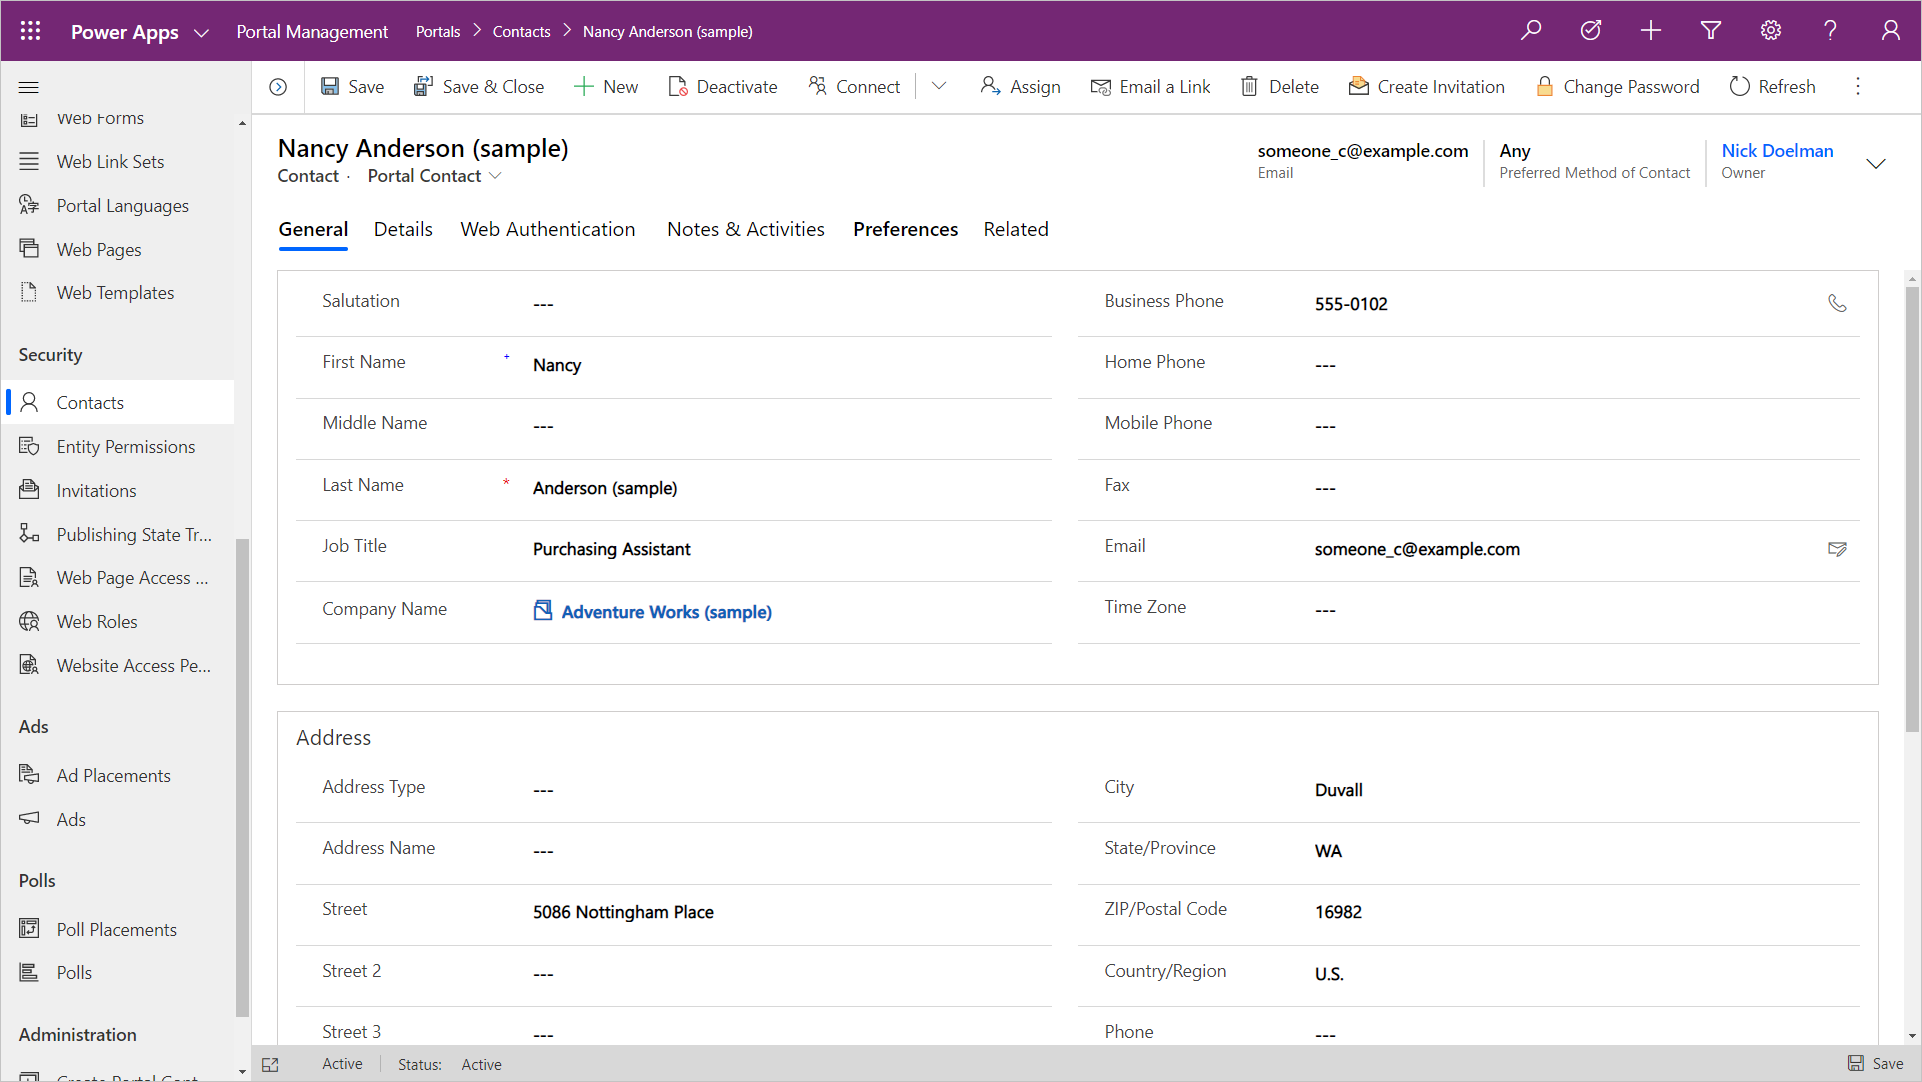 Power Apps
Portal Management
Portals
Contacts
Nancy Anderson (sample)
Save
Save & Close
New
Deactivate
Connect
Assign
Email a Link
Delete
Create Invitation
Change Password
Refresh
Web Forms
Web Link Sets
Portal Languages
Web Pages
Web Templates
Security
Contacts
Entity Permissions
Invitations
Publishing State Tr...
Web Page Access ...
Web Roles
Website Access Pe...
Ads
Ad Placements
Ads
Polls
Poll Placements
Polls
Administration
Create Portal Cont
Nancy Anderson (sample)
Contact · Portal Contact
someone_c@example.com
Email
Any
Preferred Method of Contact
Nick Doelman
Owner
General
Details
Web Authentication
Notes & Activities
Preferences
Related
Salutation ---
First Name + Nancy
Middle Name ---
Last Name * Anderson (sample)
Job Title Purchasing Assistant
Company Name Adventure Works (sample)
Business Phone 555-0102
Home Phone ---
Mobile Phone ---
Fax ---
Email someone_c@example.com
Time Zone ---
Address
Address Type ---
Address Name ---
Street 5086 Nottingham Place
Street 2 ---
Street 3 ---
City Duvall
State/Province WA
ZIP/Postal Code 16982
Country/Region U.S.
Phone ---
Active
Status: Active
Save